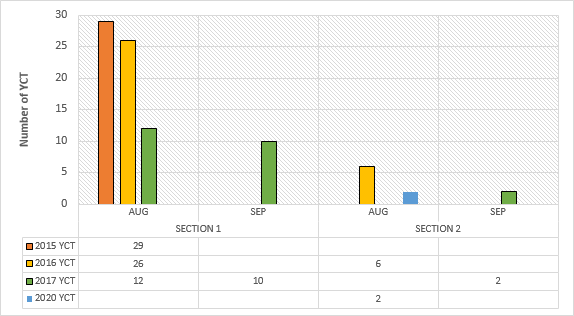 30
25
20
15
10
5
0
Number of YCT
AUG SEP AUG SEP
SECTION 1 SECTION 2
2015 YCT 29
2016 YCT 26 6
2017 YCT 12 10 2
2020 YCT 2